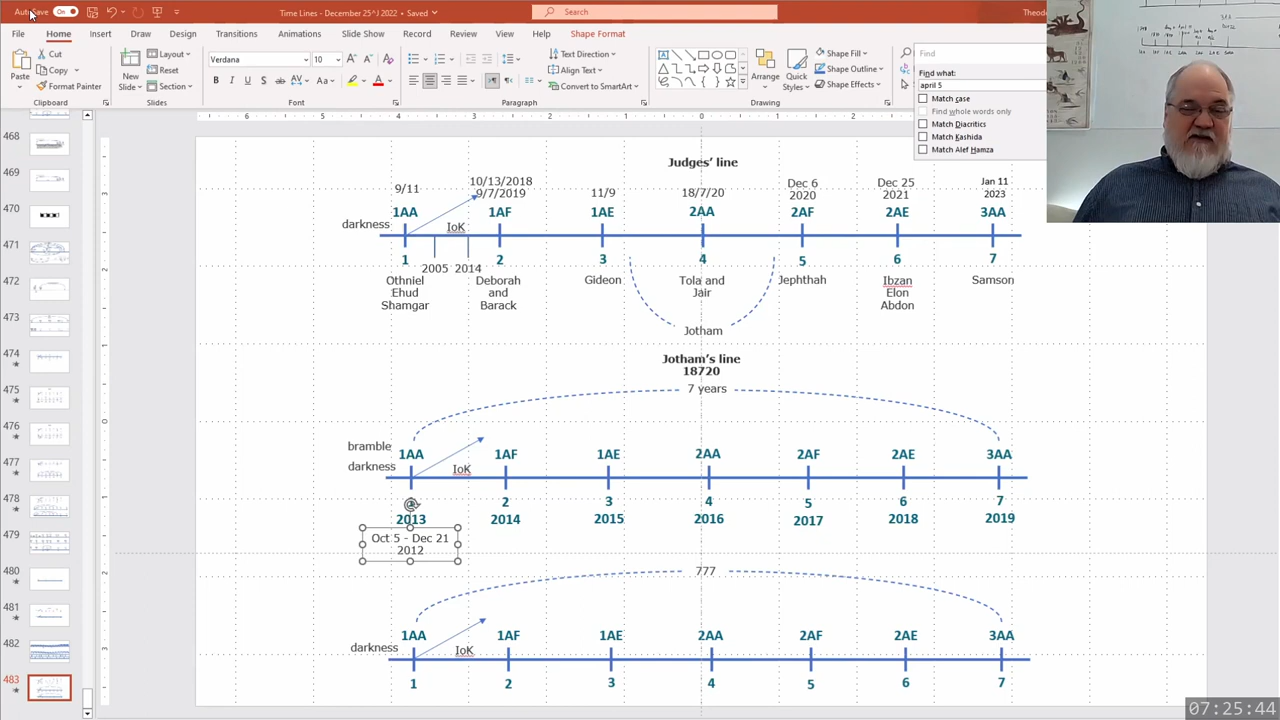 AutoSave On Time Lines - December 25^J 2022 • Saved Search
File Home Insert Draw Design Transitions Animations Slide Show Record Review View Help Shape Format
Paste
Cut
Copy
Format Painter
Clipboard
New Slide
Layout
Reset
Section
Slides
Verdana 10
Font
Paragraph
Text Direction
Align Text
Convert to SmartArt
Arrange
Quick Styles
Shape Fill
Shape Outline
Shape Effects
Drawing
Find
Find what:
april 5
Match case
Find whole words only
Match Diacritics
Match Kashida
Match Alef Hamza
468
470
471
472
473
474
475
476
477
478
479
480
481
482
483
Judges' line
9/11 10/13/2018 9/7/2019 11/9 18/7/20 Dec 6 2020 Dec 25 2021 Jan 11 2023
1AA 1AF 1AE 2AA 2AF 2AE 3AA
darkness IoK
1 2 3 4 5 6 7
2005 2014
Othniel Ehud Shamgar
Deborah and Barack
Gideon
Tola and Jair
Jephthah
Ibzan Elon Abdon
Samson
Jotham
Jotham's line
18720
7 years
bramble
1AA 1AF 1AE 2AA 2AF 2AE 3AA
darkness IoK
2 3 4 5 6 7
2013 2014 2015 2016 2017 2018 2019
Oct 5 - Dec 21
2012
777
1AA 1AF 1AE 2AA 2AF 2AE 3AA
darkness IoK
1 2 3 4 5 6 7
07:25:44